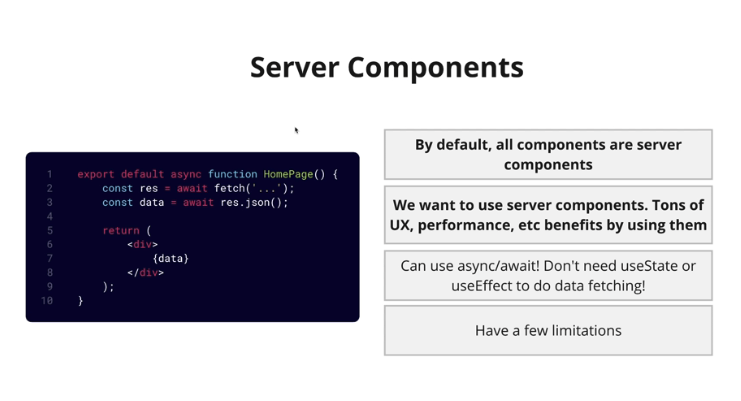 Server Components
1 export default async function HomePage() {
2     const res = await fetch('...');
3     const data = await res.json();
4
5     return (
6         <div>
7             {data}
8         </div>
9     );
10 }
By default, all components are server
components
We want to use server components. Tons of
UX, performance, etc benefits by using them
Can use async/await! Don't need useState or
useEffect to do data fetching!
Have a few limitations